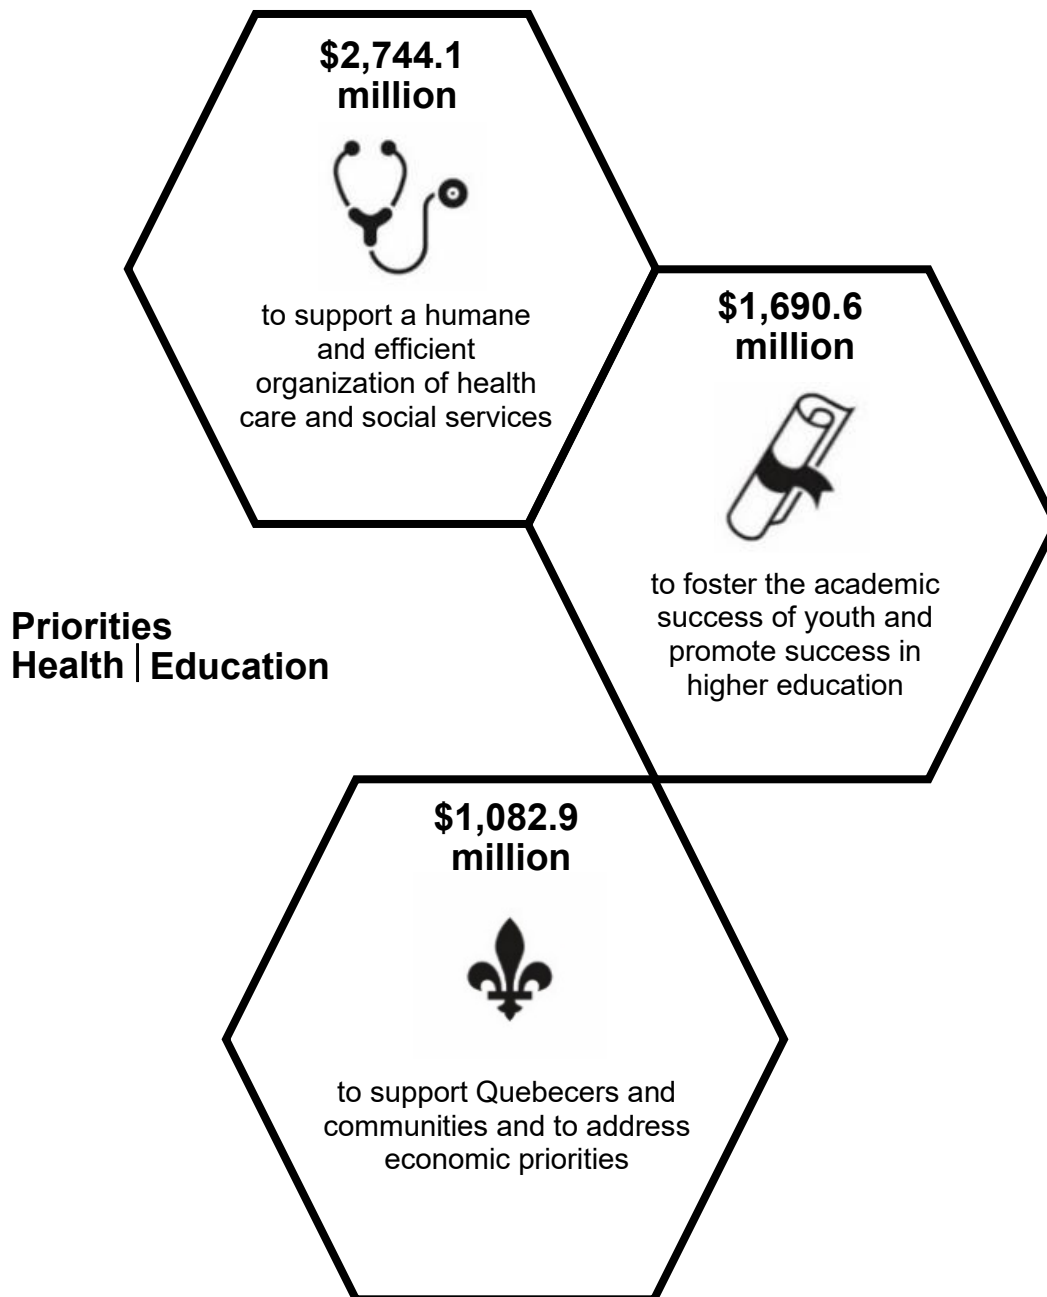 $2,744.1
million
to support a humane
and efficient
organization of health
care and social services
$1,690.6
million
to foster the academic
success of youth and
promote success in
higher education
Priorities
Health | Education
$1,082.9
million
to support Quebecers and
communities and to address
economic priorities